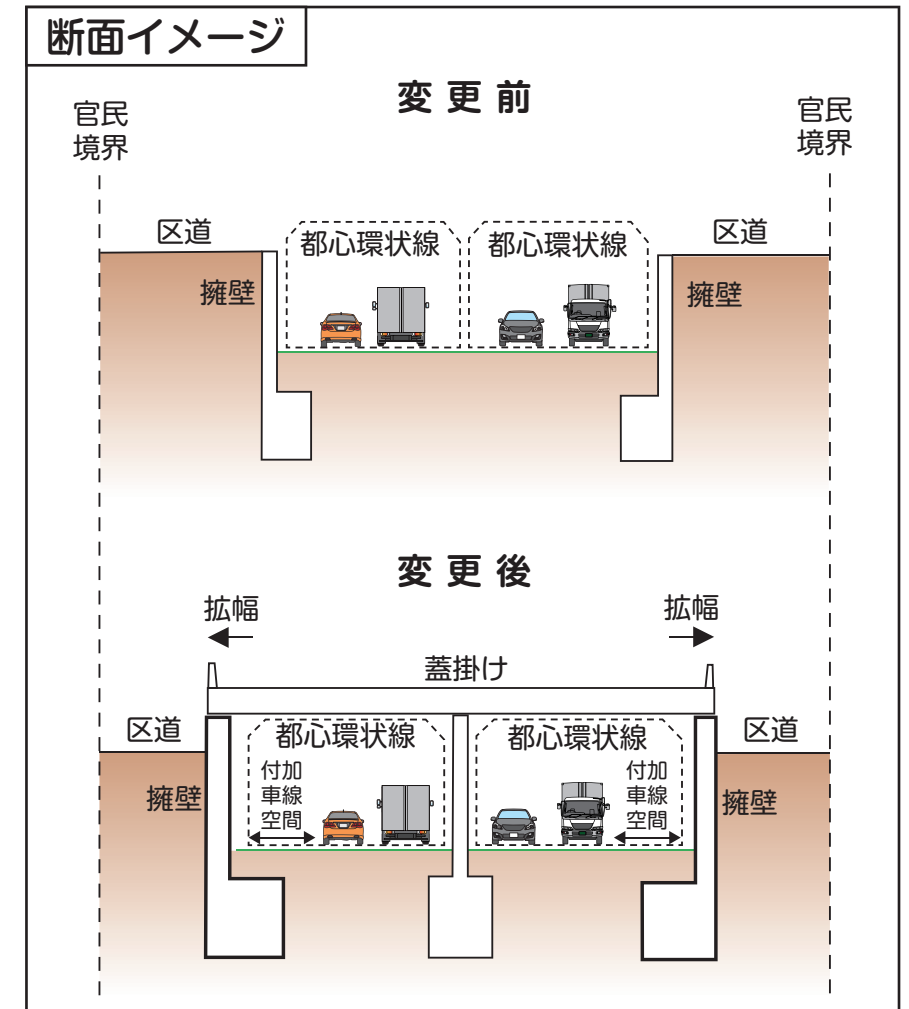 断面イメージ
変更前
官民
境界
官民
境界
区道
都心環状線
都心環状線
区道
擁壁
擁壁
変更後
拡幅
拡幅
蓋掛け
区道
都心環状線
都心環状線
区道
擁壁
付加
車線
空間
付加
車線
空間
擁壁